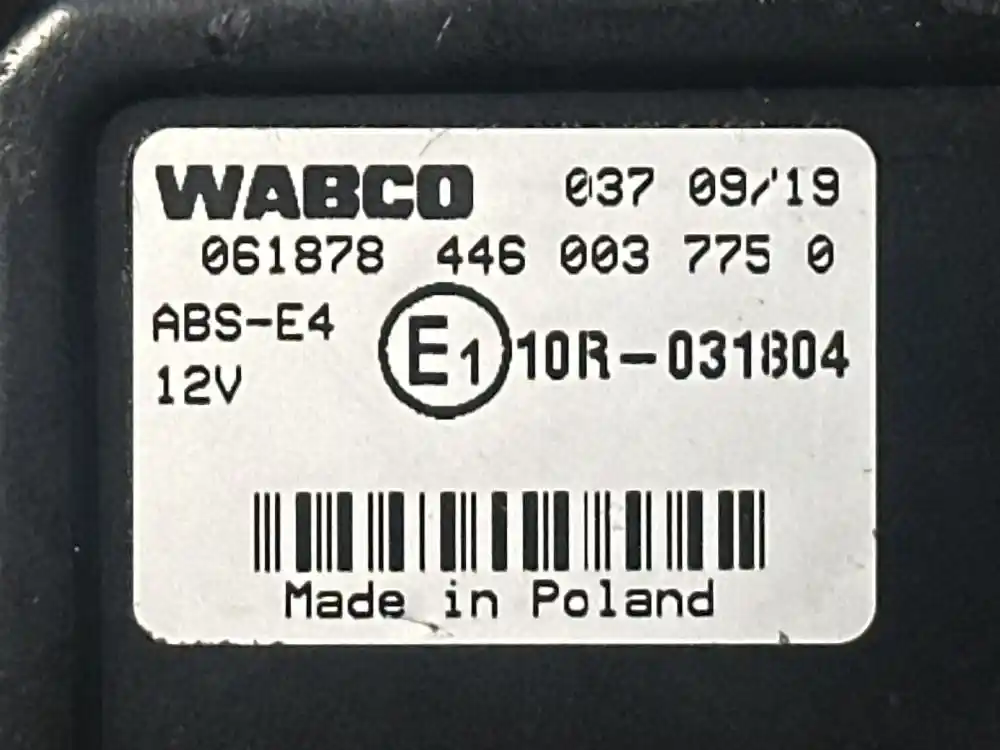 WABCO 037 09/'19
061878 446 003 775 0
ABS-E4
12V
E1 10R-031804
Made in Poland